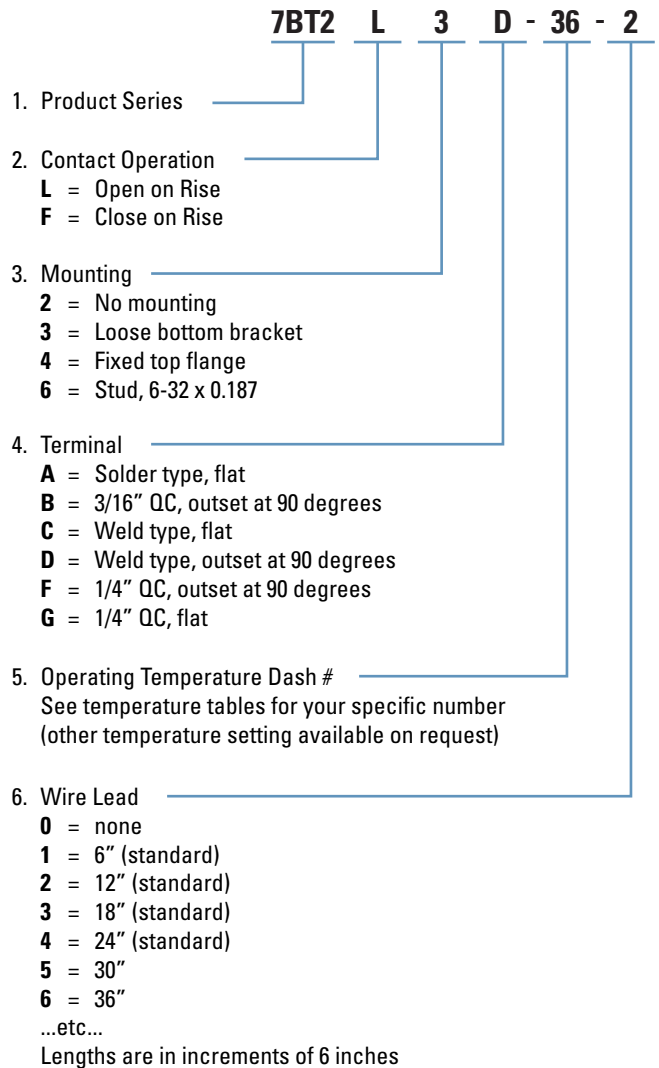 7BT2 L 3 D - 36 - 2
1. Product Series
2. Contact Operation
L = Open on Rise
F = Close on Rise
3. Mounting
2 = No mounting
3 = Loose bottom bracket
4 = Fixed top flange
6 = Stud, 6-32 x 0.187
4. Terminal
A = Solder type, flat
B = 3/16” QC, outset at 90 degrees
C = Weld type, flat
D = Weld type, outset at 90 degrees
F = 1/4” QC, outset at 90 degrees
G = 1/4” QC, flat
5. Operating Temperature Dash #
See temperature tables for your specific number
(other temperature setting available on request)
6. Wire Lead
0 = none
1 = 6” (standard)
2 = 12” (standard)
3 = 18” (standard)
4 = 24” (standard)
5 = 30”
6 = 36”
...etc...
Lengths are in increments of 6 inches